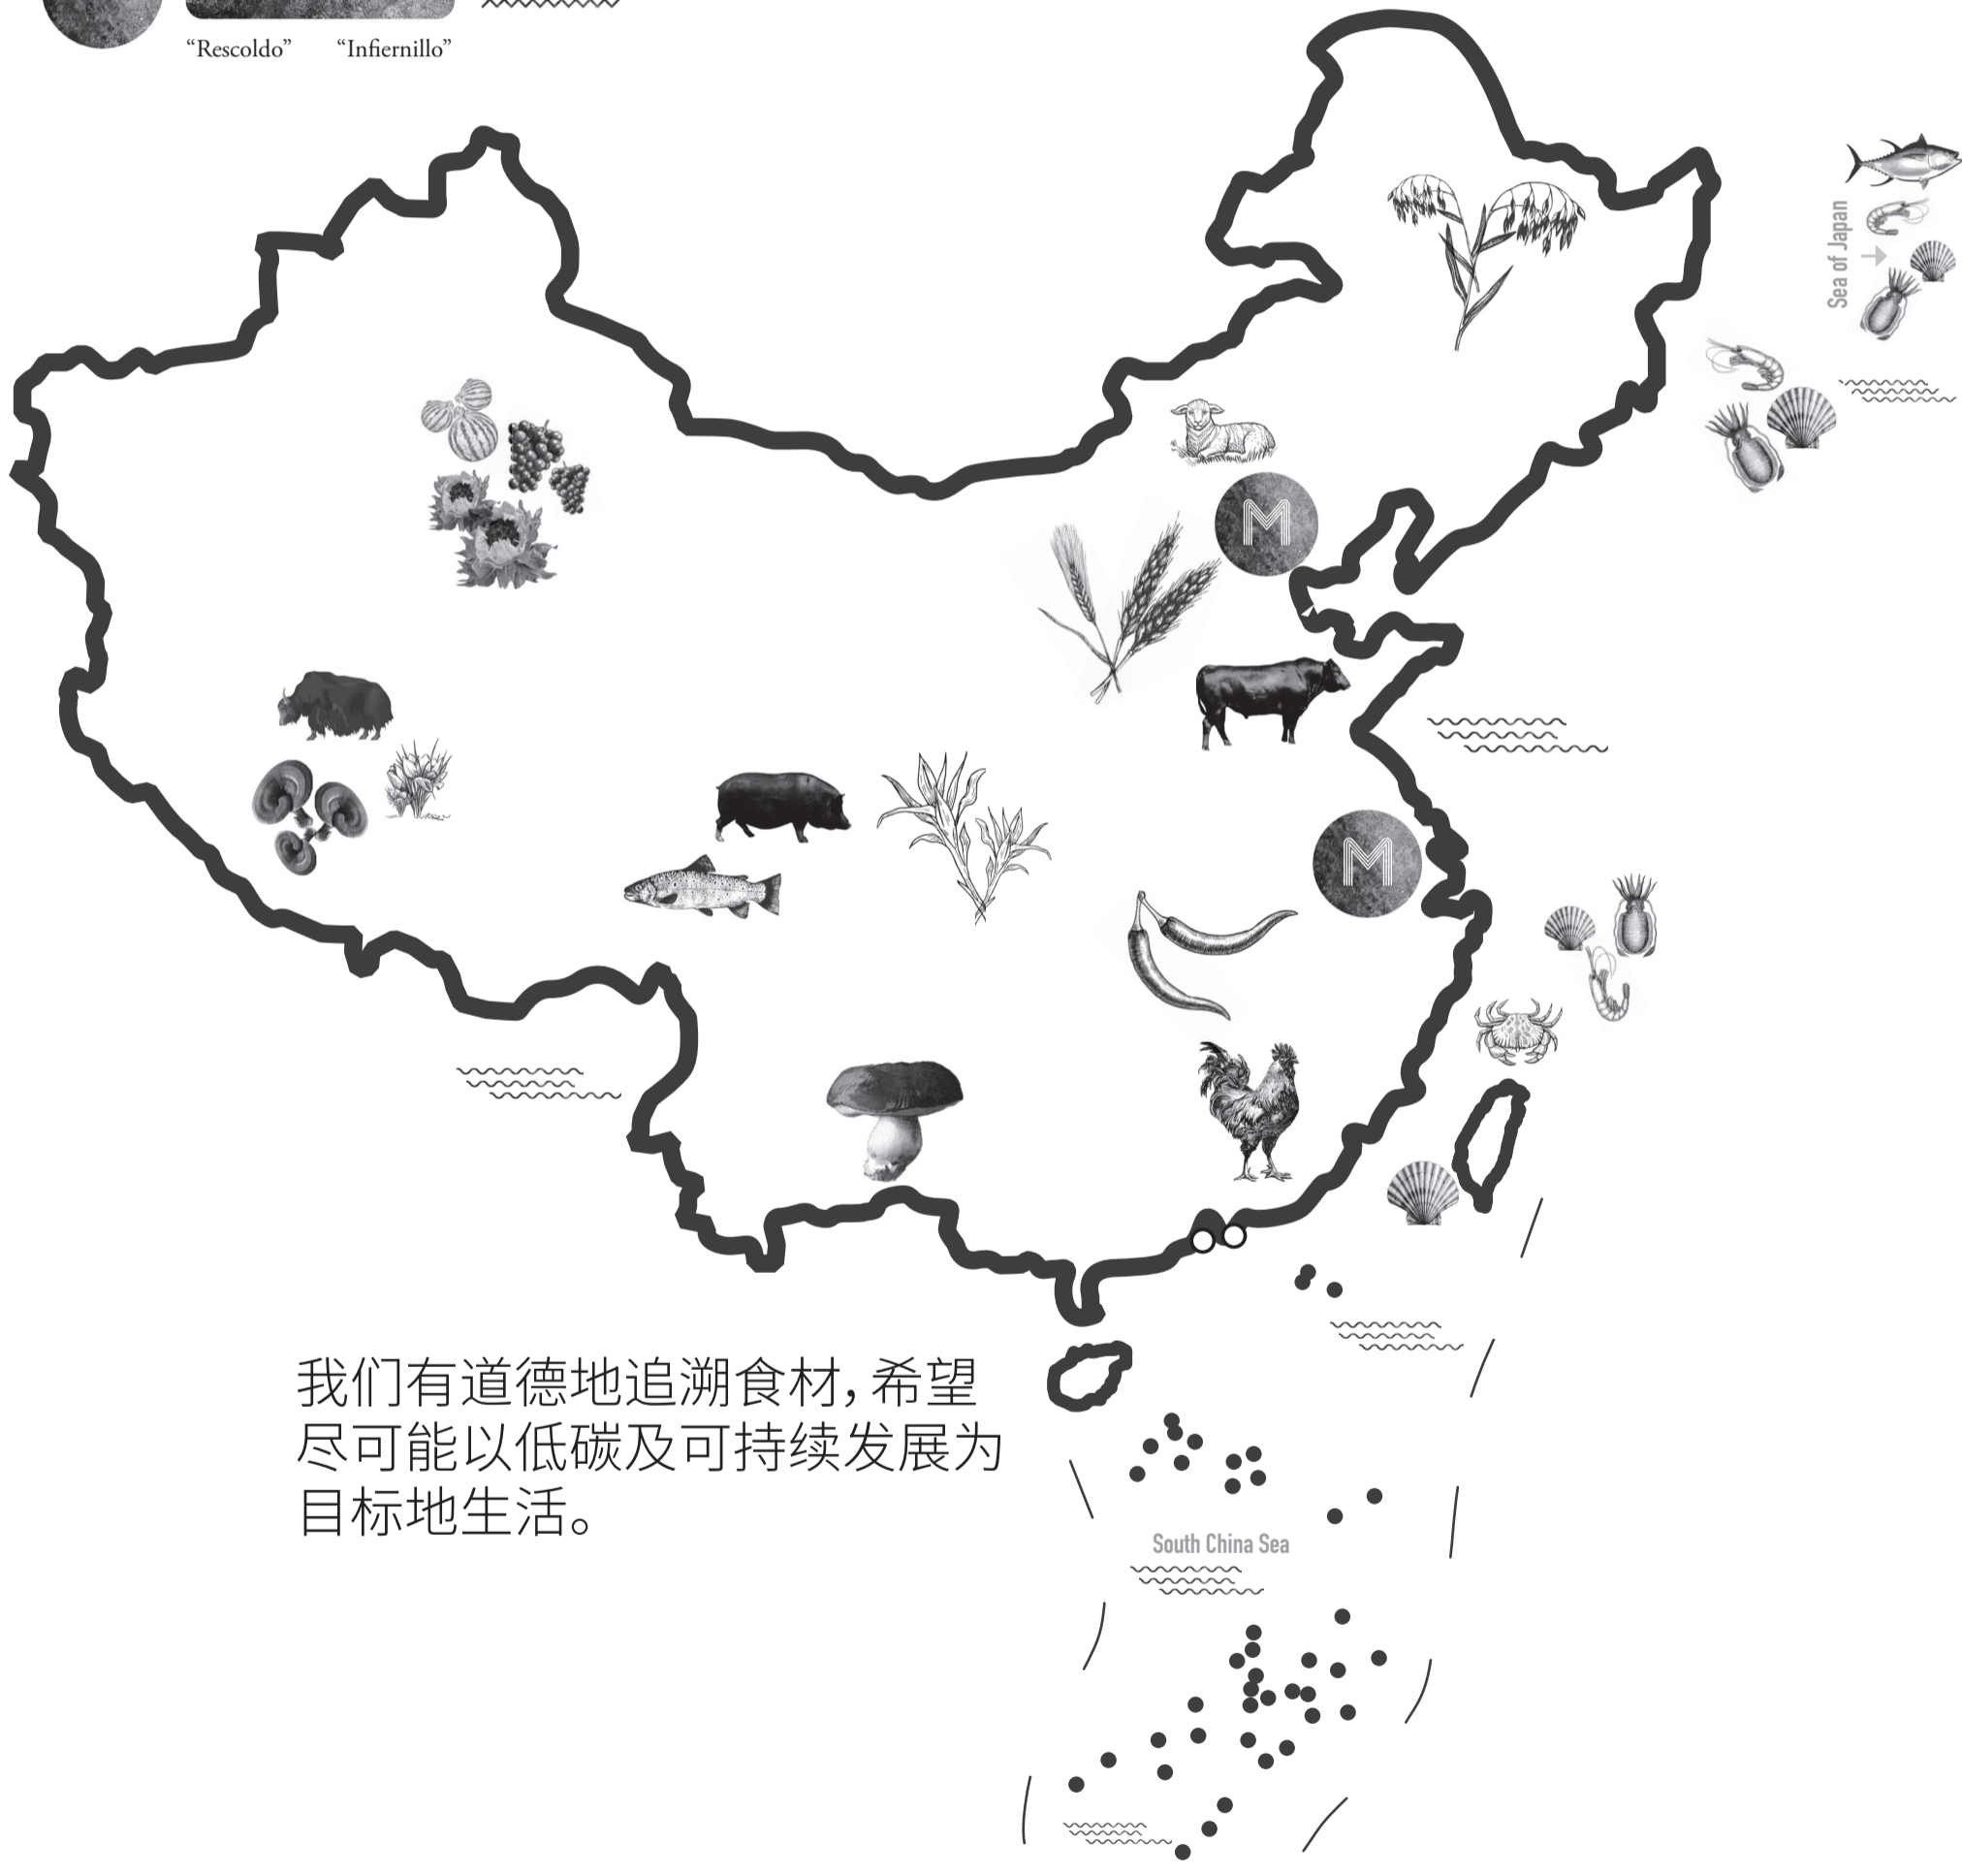 “Rescoldo” “Infiernillo”
Sea of Japan
M
M
我们有道德地追溯食材，希望
尽可能以低碳及可持续发展为
目标地生活。
South China Sea